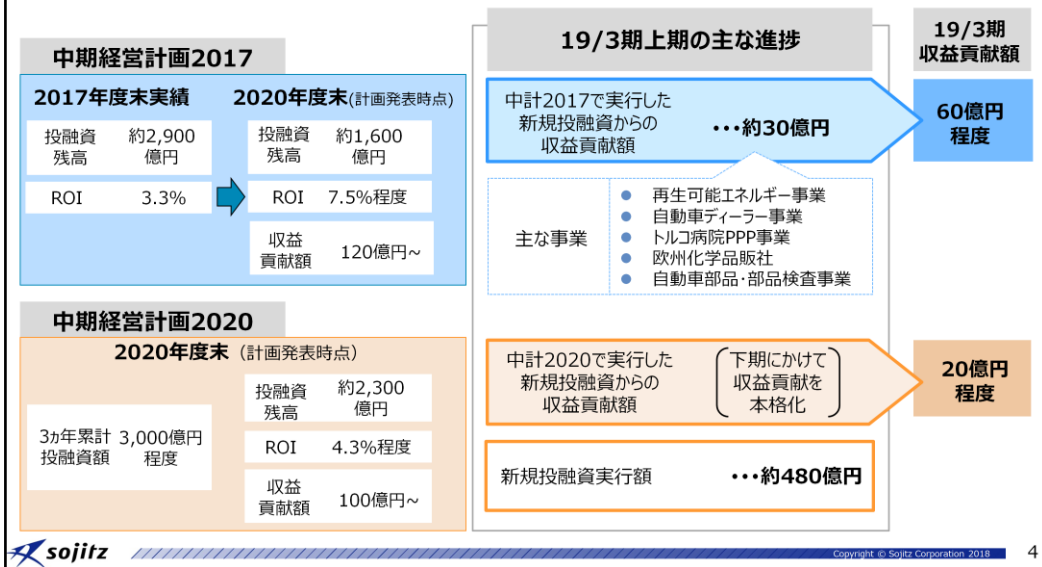 中期経営計画2017
2017年度末実績
投融資
残高
約2,900
億円
ROI
3.3%
2020年度末(計画発表時点)
投融資
残高
約1,600
億円
ROI
7.5%程度
収益
貢献額
120億円~
中期経営計画2020
2020年度末 (計画発表時点)
3ヵ年累計
投融資額
3,000億円
程度
投融資
残高
約2,300
億円
ROI
4.3%程度
収益
貢献額
100億円~
19/3期上期の主な進捗
中計2017で実行した
新規投融資からの
収益貢献額
･･･約30億円
主な事業
● 再生可能エネルギー事業
● 自動車ディーラー事業
● トルコ病院PPP事業
● 欧州化学品販社
● 自動車部品･部品検査事業
中計2020で実行した
新規投融資からの
収益貢献額
下期にかけて
収益貢献を
本格化
新規投融資実行額
･･･約480億円
19/3期
収益貢献額
60億円
程度
20億円
程度
sojitz
Copyright © Sojitz Corporation 2018
4